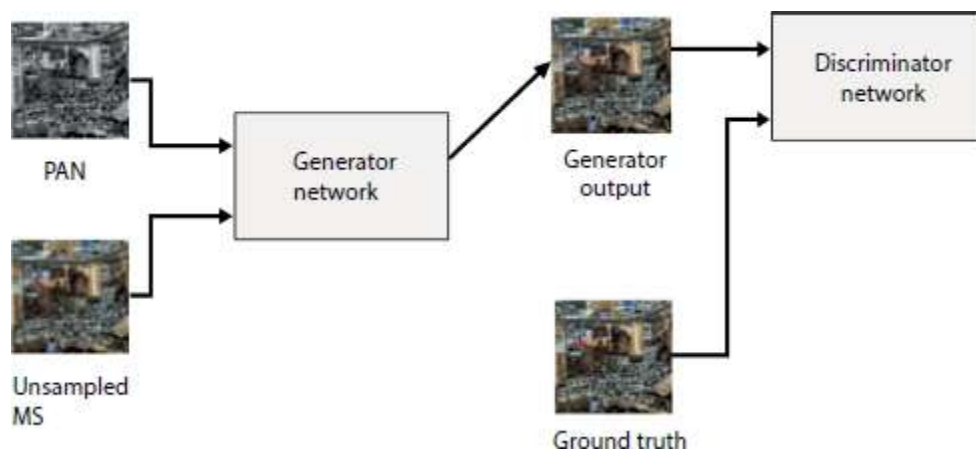 PAN
Unsampled
MS
Generator
network
Generator
output
Ground truth
Discriminator
network